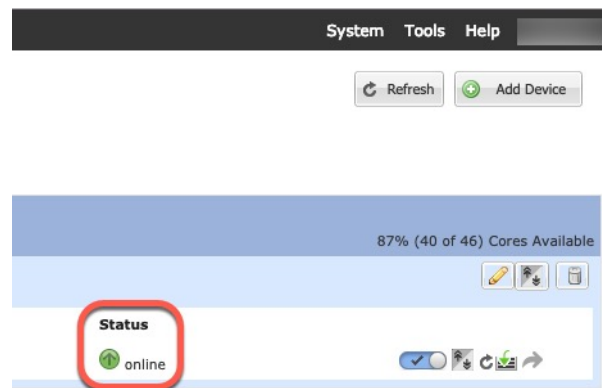 System Tools Help
Refresh Add Device
87% (40 of 46) Cores Available
Status
online